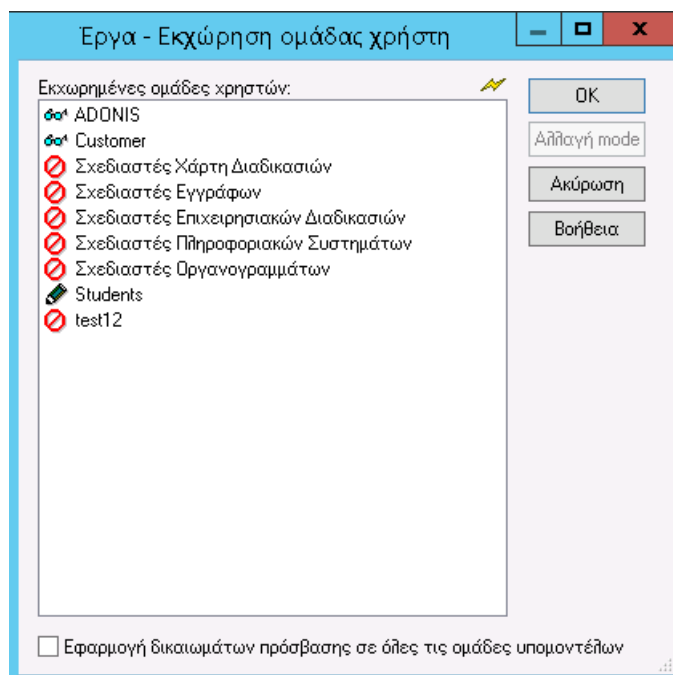 Έργα - Εκχώρηση ομάδας χρήστη
Εκχωρημένες ομάδες χρηστών:
ADONIS
Customer
Σχεδιαστές Χάρτη Διαδικασιών
Σχεδιαστές Εγγράφων
Σχεδιαστές Επιχειρησιακών Διαδικασιών
Σχεδιαστές Πληροφοριακών Συστημάτων
Σχεδιαστές Οργανογραμμάτων
Students
test12
OK
Αλλαγή mode
Ακύρωση
Βοήθεια
Εφαρμογή δικαιωμάτων πρόσβασης σε όλες τις ομάδες υπομοντέλων